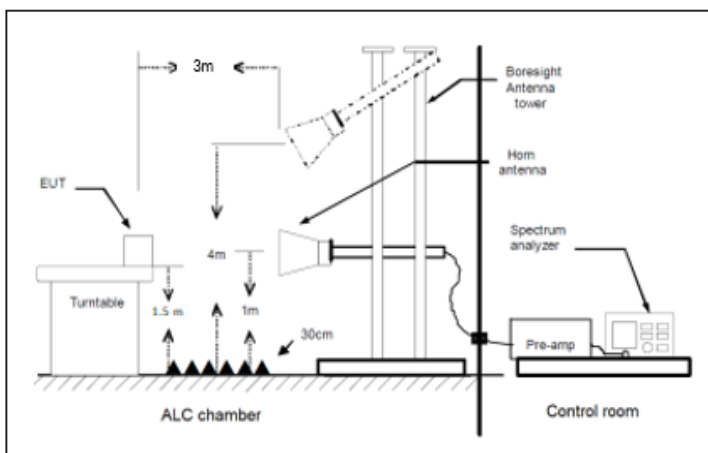 3m
Boresight
Antenna
tower
Horn
antenna
EUT
Spectrum
analyzer
4m
Turntable
1.5 m
1m
30cm
Pre-amp
ALC chamber
Control room